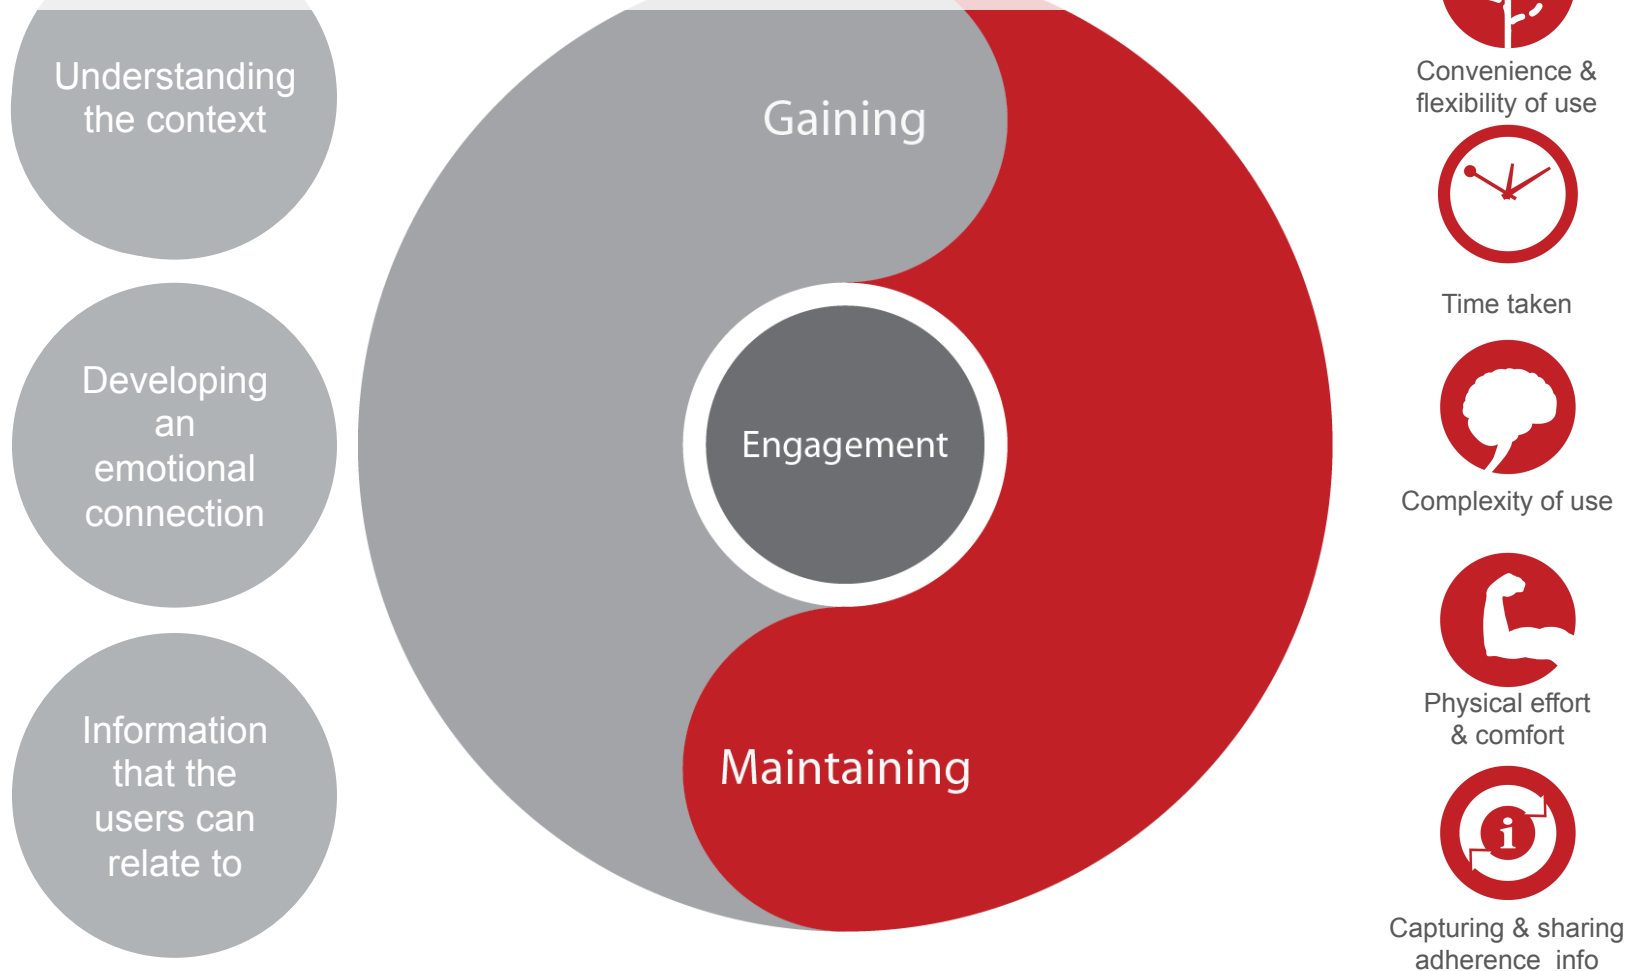 Understanding
the context
Developing
an
emotional
connection
Information
that the
users can
relate to
Gaining
Engagement
Maintaining
Convenience &
flexibility of use
Time taken
Complexity of use
Physical effort
& comfort
i
Capturing & sharing
adherence info